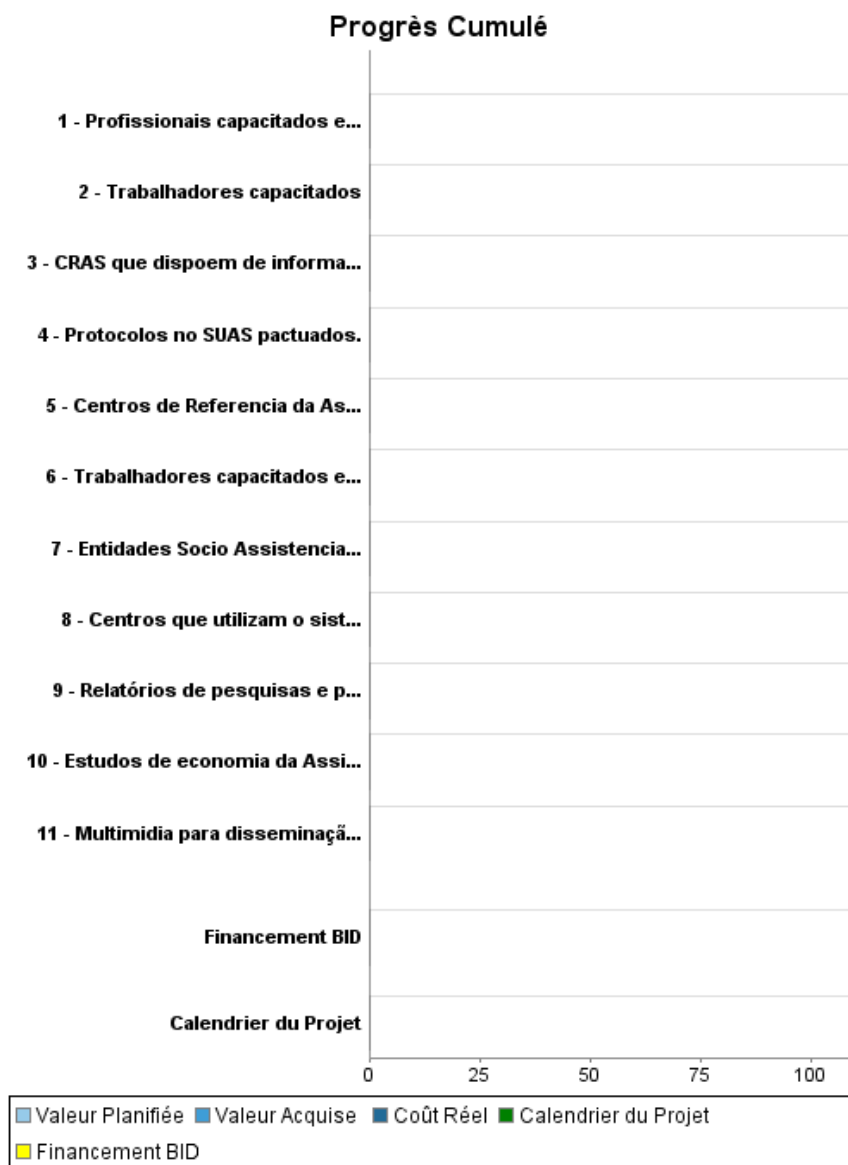 Progrès Cumulé
1 - Profissionais capacitados e...
2 - Trabalhadores capacitados
3 - CRAS que dispoem de informa...
4 - Protocolos no SUAS pactuados.
5 - Centros de Referencia da As...
6 - Trabalhadores capacitados e...
7 - Entidades Socio Assistencia...
8 - Centros que utilizam o sist...
9 - Relatórios de pesquisas e p...
10 - Estudos de economia da Assi...
11 - Multimidia para disseminaçã...
Financement BID
Calendrier du Projet
0 25 50 75 100
Valeur Planifiée Valeur Acquise Coût Réel Calendrier du Projet
Financement BID